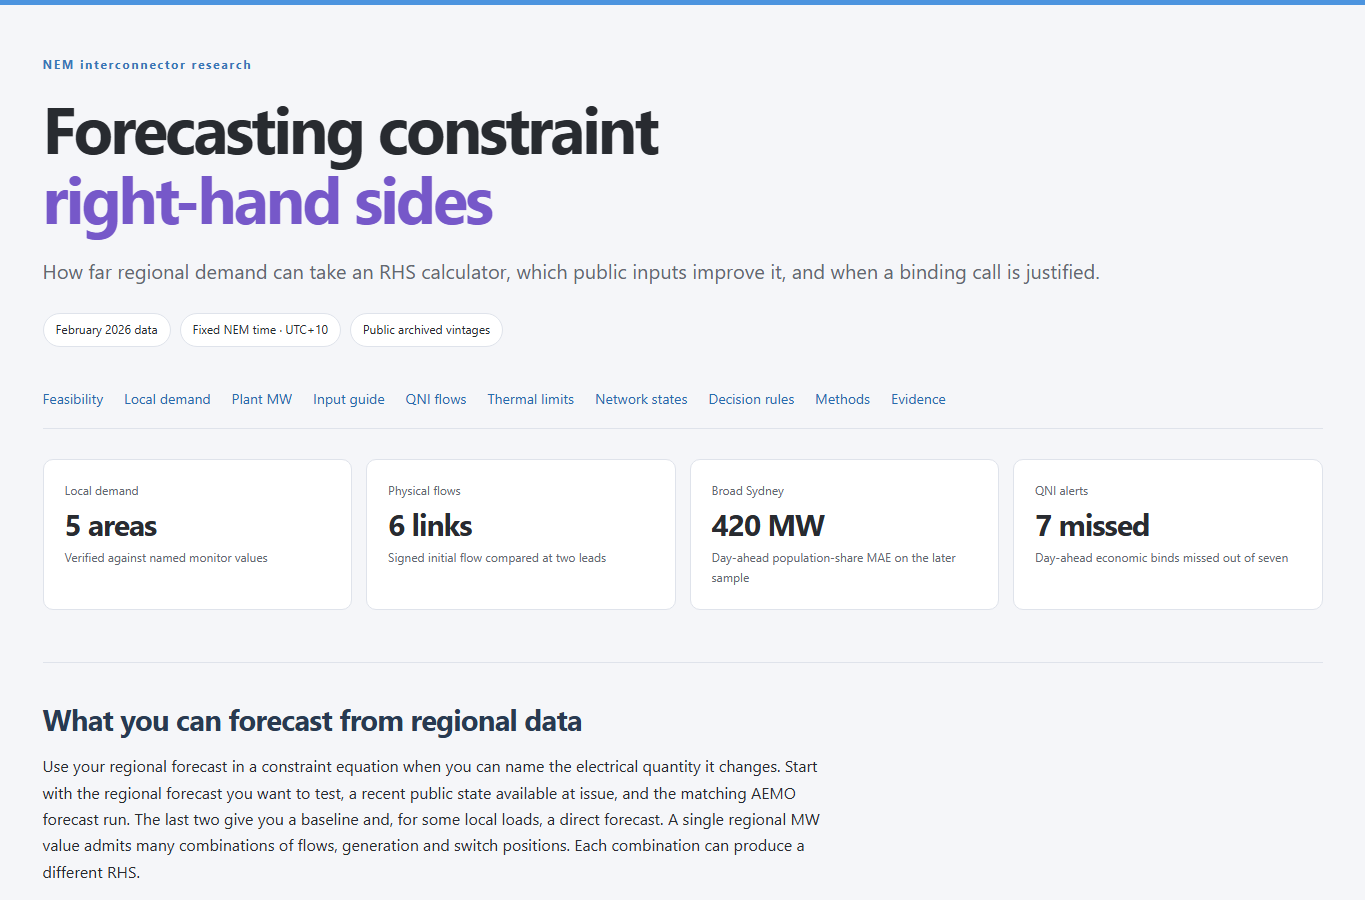 NEM interconnector research
Forecasting constraint
right-hand sides
How far regional demand can take an RHS calculator, which public inputs improve it, and when a binding call is justified.
February 2026 data
Fixed NEM time · UTC+10
Public archived vintages
Feasibility Local demand Plant MW Input guide QNI flows Thermal limits Network states Decision rules Methods Evidence
Local demand
5 areas
Verified against named monitor values
Physical flows
6 links
Signed initial flow compared at two leads
Broad Sydney
420 MW
Day-ahead population-share MAE on the later
sample
QNI alerts
7 missed
Day-ahead economic binds missed out of seven
What you can forecast from regional data
Use your regional forecast in a constraint equation when you can name the electrical quantity it changes. Start
with the regional forecast you want to test, a recent public state available at issue, and the matching AEMO
forecast run. The last two give you a baseline and, for some local loads, a direct forecast. A single regional MW
value admits many combinations of flows, generation and switch positions. Each combination can produce a
different RHS.